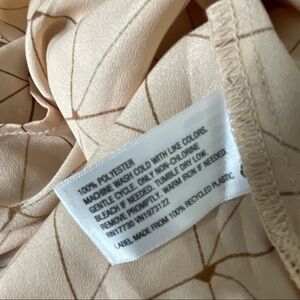 100% POLYESTER
MACHINE WASH COLD WITH LIKE COLORS.
GENTLE CYCLE. ONLY NON-CHLORINE
BLEACH IF NEEDED. TUMBLE DRY LOW.
REMOVE PROMPTLY. WARM IRON IF NEEDED.
RN17730 VN1973122
LABEL MADE FROM 100% RECYCLED PLASTIC